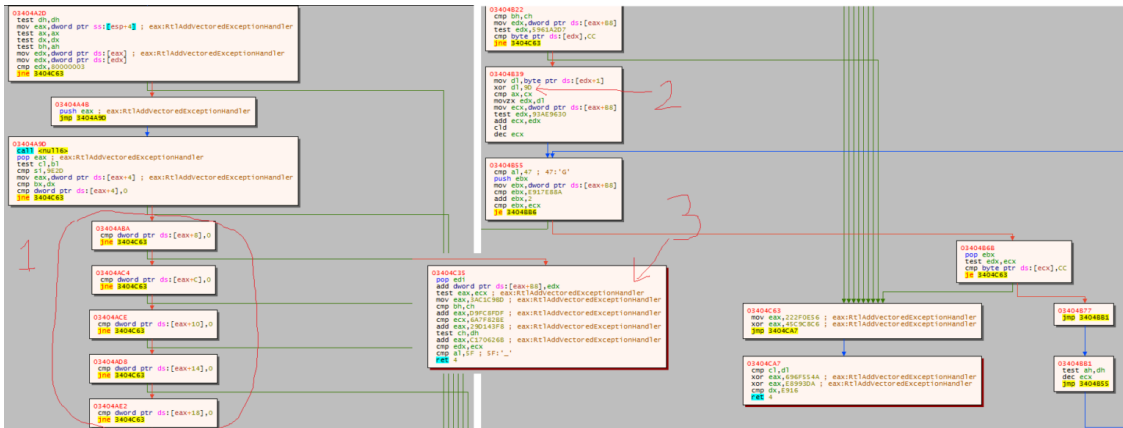 03404A2D
test dh,dh
mov eax,dword ptr ss:[esp+4] ; eax:RtlAddVectoredExceptionHandler
test ax,ax
test dx,dx
test bh,ah
mov edx,dword ptr ds:[eax] ; eax:RtlAddVectoredExceptionHandler
mov edx,dword ptr ds:[edx]
cmp edx,80000003
jne 3404C63
03404A48
push eax ; eax:RtlAddVectoredExceptionHandler
jmp 3404A9D
03404A9D
call <null6>
pop eax ; eax:RtlAddVectoredExceptionHandler
test cl,bl
cmp si,9E2D
mov eax,dword ptr ds:[eax+4] ; eax:RtlAddVectoredExceptionHandler
cmp bx,dx
cmp dword ptr ds:[eax+4],0
jne 3404C63
1
03404ABA
cmp dword ptr ds:[eax+8],0
jne 3404C63
03404AC4
cmp dword ptr ds:[eax+C],0
jne 3404C63
03404ACE
cmp dword ptr ds:[eax+10],0
jne 3404C63
03404AD8
cmp dword ptr ds:[eax+14],0
jne 3404C63
03404AE2
cmp dword ptr ds:[eax+18],0
jne 3404C63
03404B22
cmp bh,ch
mov edx,dword ptr ds:[eax+B8]
test edx,5961A2D7
cmp byte ptr ds:[edx],CC
jne 3404C63
03404B39
mov dl,byte ptr ds:[edx+1]
xor dl,9D
cmp ax,cx
movzx edx,dl
mov ecx,dword ptr ds:[eax+B8]
test edx,93AE9630
add ecx,edx
cld
dec ecx
2
03404B55
cmp al,47 ; 47:'G'
push ebx
mov ebx,dword ptr ds:[eax+B8]
cmp ebx,E917E88A
add ebx,2
cmp ebx,ecx
je 3404BB6
3
03404C35
pop edi
add dword ptr ds:[eax+B8],edx
test eax,ecx ; eax:RtlAddVectoredExceptionHandler
mov eax,3AC1C9BD ; eax:RtlAddVectoredExceptionHandler
cmp bh,ch
add eax,D9FC8FDF ; eax:RtlAddVectoredExceptionHandler
cmp ecx,6A7F82BE
add eax,29D143F8 ; eax:RtlAddVectoredExceptionHandler
test ch,dh
add eax,C1706268 ; eax:RtlAddVectoredExceptionHandler
cmp edx,ecx
cmp al,5F ; 5F:'_'
ret 4
03404B6B
pop ebx
test edx,ecx
cmp byte ptr ds:[ecx],CC
je 3404C63
03404C63
mov eax,222F0E56 ; eax:RtlAddVectoredExceptionHandler
xor eax,45C9C8C6 ; eax:RtlAddVectoredExceptionHandler
jmp 3404CA7
03404B77
jmp 3404BB1
03404CA7
cmp cl,dl
xor eax,696F554A ; eax:RtlAddVectoredExceptionHandler
xor eax,E8993DA ; eax:RtlAddVectoredExceptionHandler
cmp dx,E916
ret 4
03404BB1
test ah,dh
dec ecx
jmp 3404B55